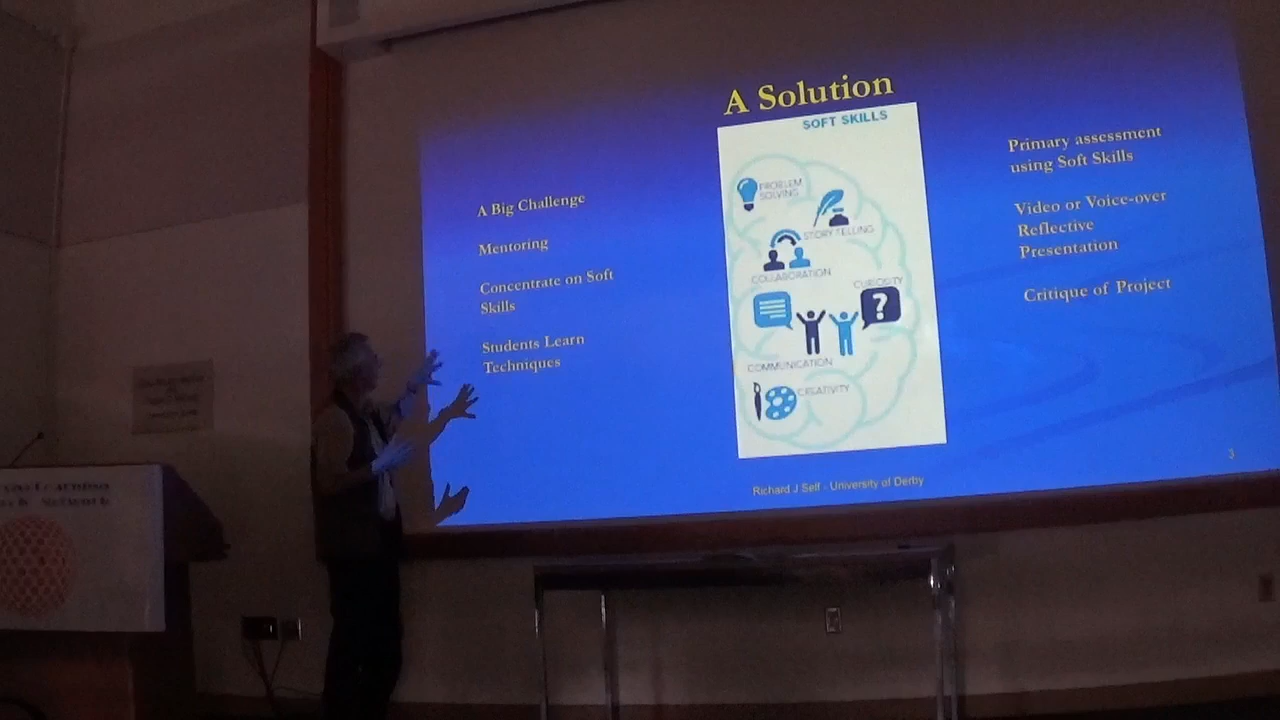 A Solution
A Big Challenge
Mentoring
Concentrate on Soft
Skills
Students Learn
Techniques
SOFT SKILLS
PROBLEM
SOLVING
STORY TELLING
COLLABORATION
CURIOSITY
?
COMMUNICATION
CREATIVITY
Primary assessment
using Soft Skills
Video or Voice-over
Reflective
Presentation
Critique of Project
Richard J Self - University of Derby
3
Learning
Network